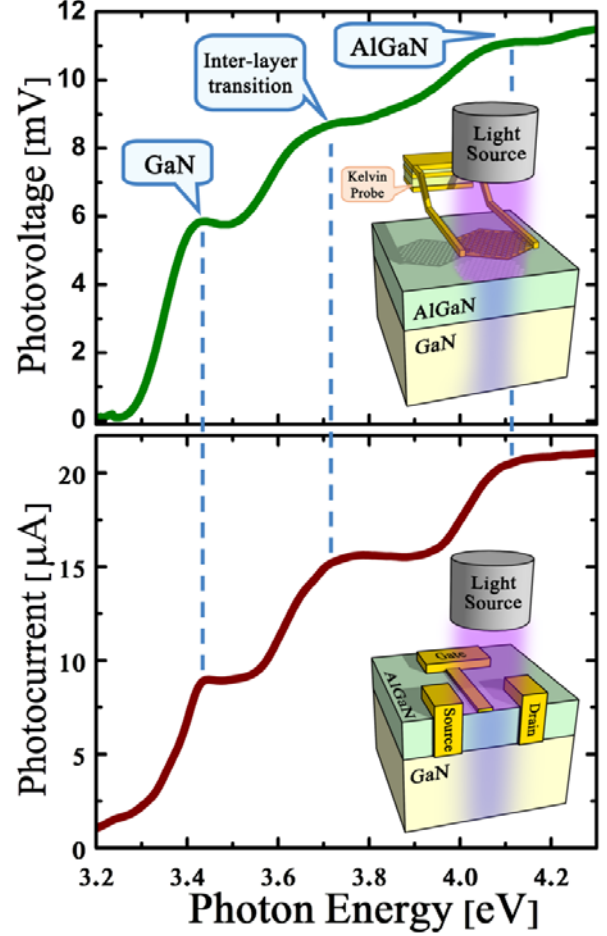 Photovoltage [mV]
12
10
8
6
4
2
0
GaN
Inter-layer
transition
AlGaN
Light
Source
Kelvin
Probe
AlGaN
GaN
Photocurrent [μA]
20
15
10
5
0
Light
Source
Gate
AlGaN
Source
Drain
GaN
3.2
3.4
3.6
3.8
4.0
4.2
Photon Energy [eV]